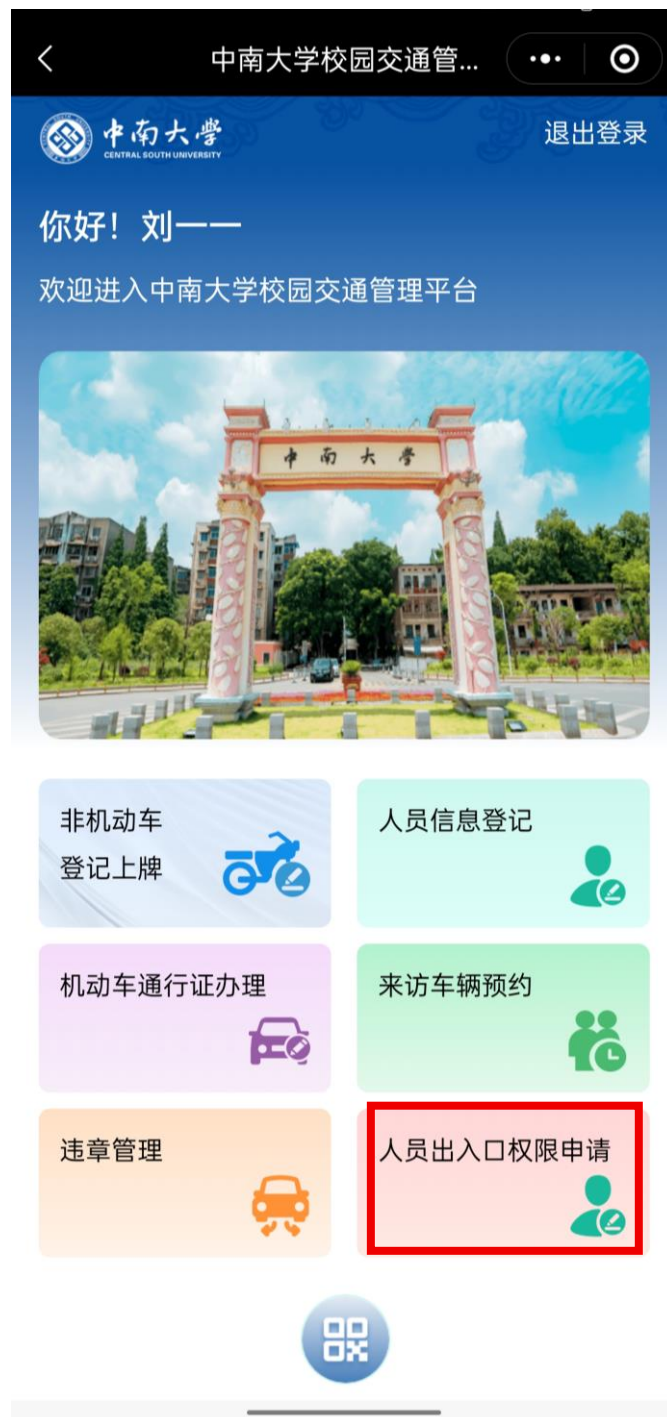 中南大学校园交通管...
中南大学
CENTRAL SOUTH UNIVERSITY
退出登录
你好！刘一一
欢迎进入中南大学校园交通管理平台
中南大学
非机动车
登记上牌
人员信息登记
机动车通行证办理
来访车辆预约
违章管理
人员出入口权限申请